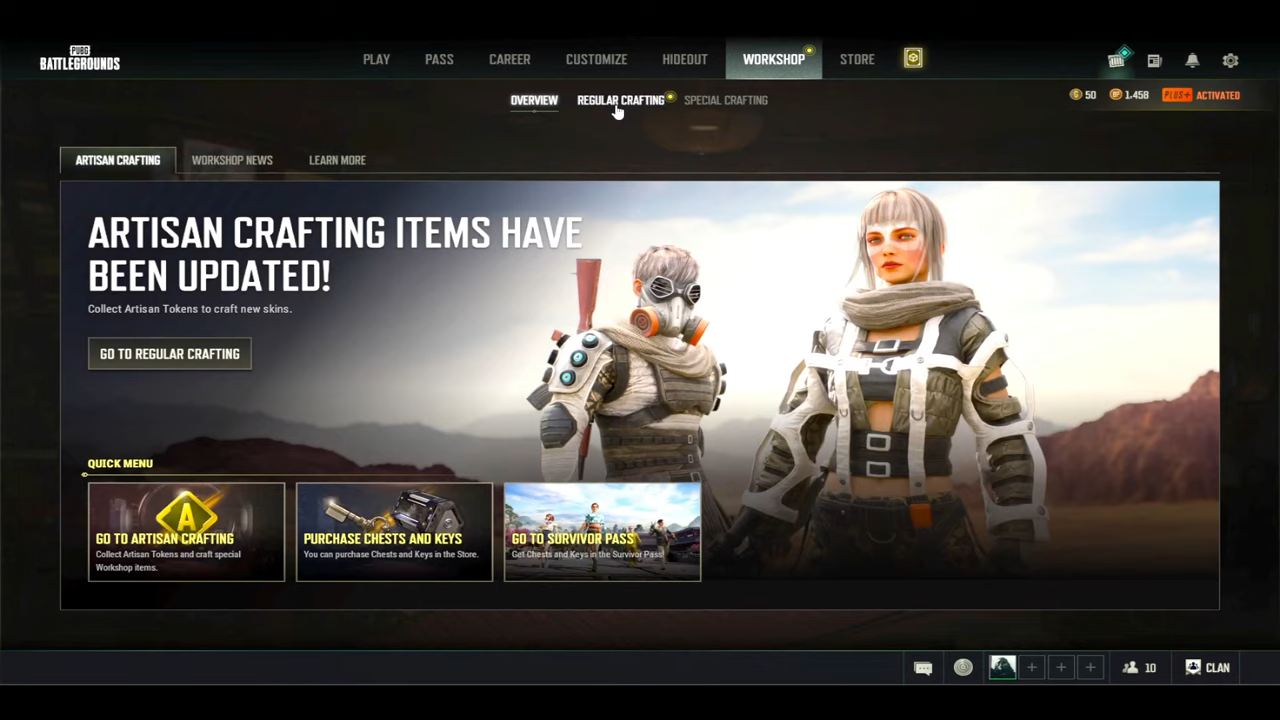 PUBG
BATTLEGROUNDS
PLAY
PASS
CAREER
CUSTOMIZE
HIDEOUT
WORKSHOP
STORE
OVERVIEW
REGULAR CRAFTING
SPECIAL CRAFTING
G 50
BP 1,458
PLUS+ ACTIVATED
ARTISAN CRAFTING
WORKSHOP NEWS
LEARN MORE
ARTISAN CRAFTING ITEMS HAVE
BEEN UPDATED!
Collect Artisan Tokens to craft new skins.
GO TO REGULAR CRAFTING
QUICK MENU
A
GO TO ARTISAN CRAFTING
Collect Artisan Tokens and craft special
Workshop items.
PURCHASE CHESTS AND KEYS
You can purchase Chests and Keys in the Store.
GO TO SURVIVOR PASS
Get Chests and Keys in the Survivor Pass!
10
CLAN